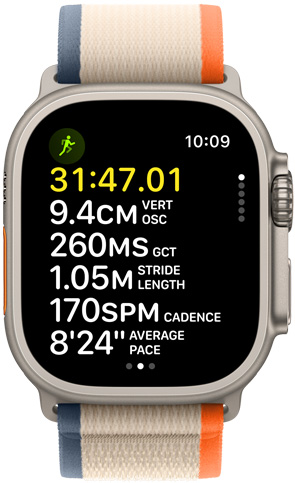 10:09
31:47.01
9.4CM VERT OSC
260MS GCT
1.05M STRIDE LENGTH
170SPM CADENCE
8'24" AVERAGE PACE